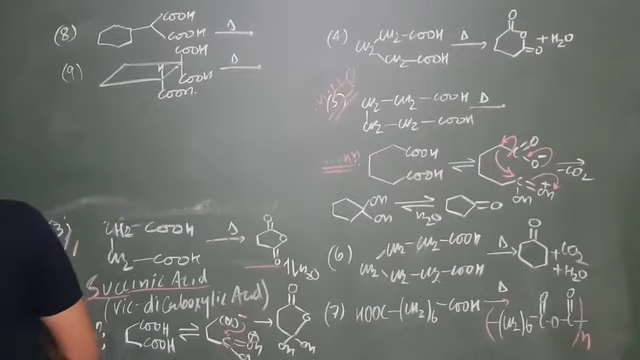 (8) COOH COOH Δ
(9) H COOH COOH COOH Δ
(4) CH2 CH2-COOH CH2-COOH Δ O O O + H2O
(5) CH2-CH2-COOH Δ
CH2-CH2-COOH
COOH COOH ⇌ C O O- C OH OH+ -CO2
OH OH ⇌ H2O =O
(3) CH2-COOH
CH2-COOH
Δ O O O H2O
Succinic Acid
(Vic-dicarboxylic Acid)
COOH COOH ⇌ → O
(6) CH2 CH2-CH2-COOH CH2-CH2-COOH Δ O + CO2 + H2O
(7) HOOC-(CH2)6-COOH Δ (-(CH2)6-C-O-C-)n O O